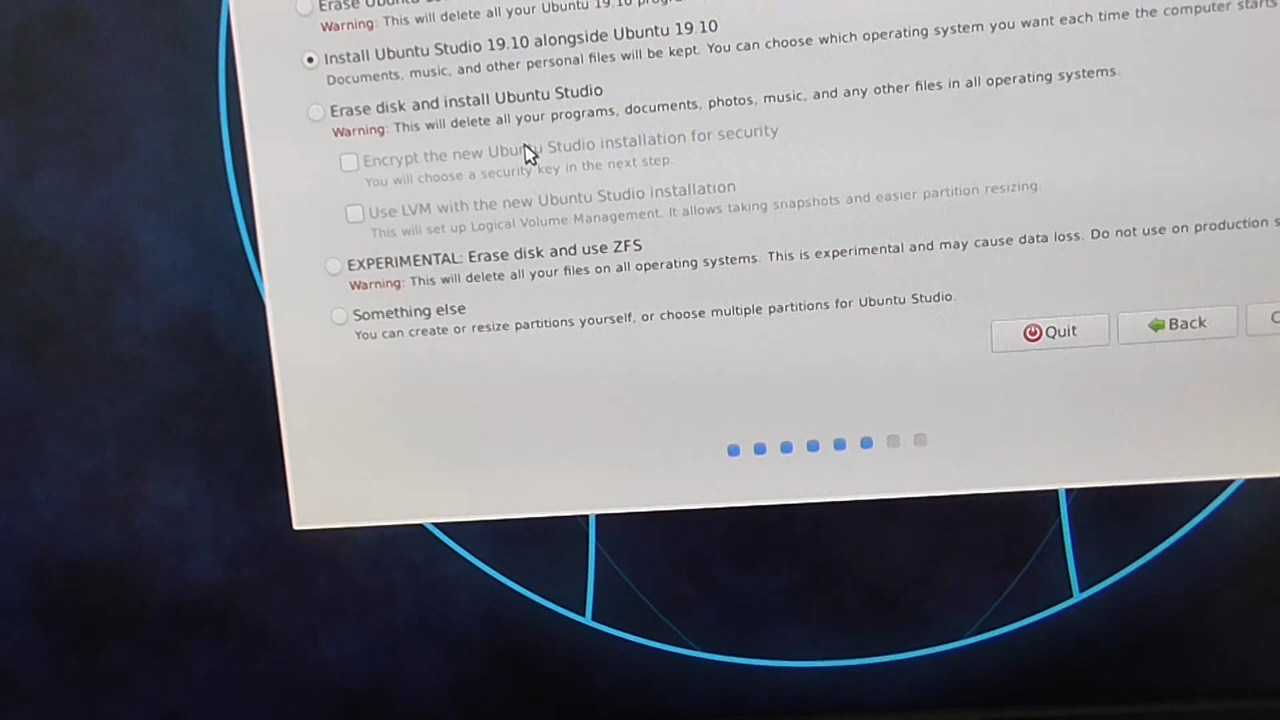 Erase
Warning: This will delete all your Ubuntu 19.10
Install Ubuntu Studio 19.10 alongside Ubuntu 19.10
Documents, music, and other personal files will be kept. You can choose which operating system you want each time the computer starts
Erase disk and install Ubuntu Studio
Warning: This will delete all your programs, documents, photos, music, and any other files in all operating systems.
Encrypt the new Ubuntu Studio installation for security
You will choose a security key in the next step.
Use LVM with the new Ubuntu Studio installation
This will set up Logical Volume Management. It allows taking snapshots and easier partition resizing.
EXPERIMENTAL: Erase disk and use ZFS
Warning: This will delete all your files on all operating systems. This is experimental and may cause data loss. Do not use on production
Something else
You can create or resize partitions yourself, or choose multiple partitions for Ubuntu Studio.
Quit
Back